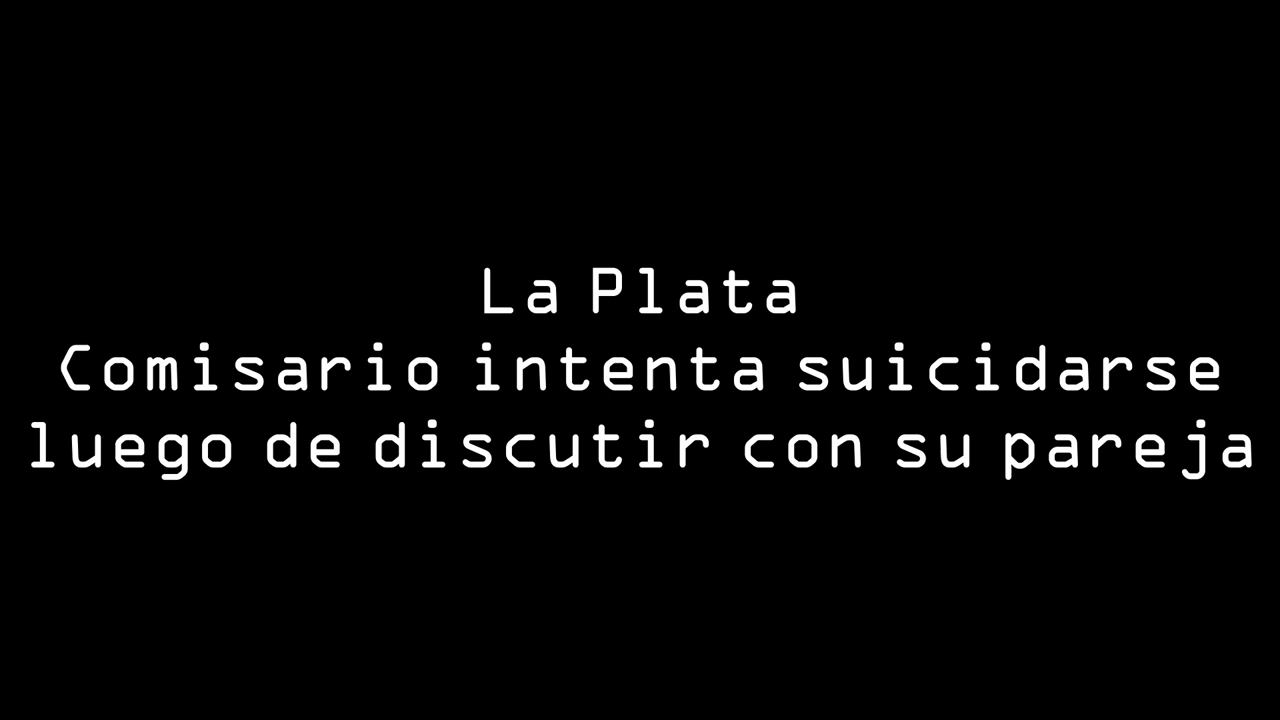 La Plata
Comisario intenta suicidarse
luego de discutir con su pareja